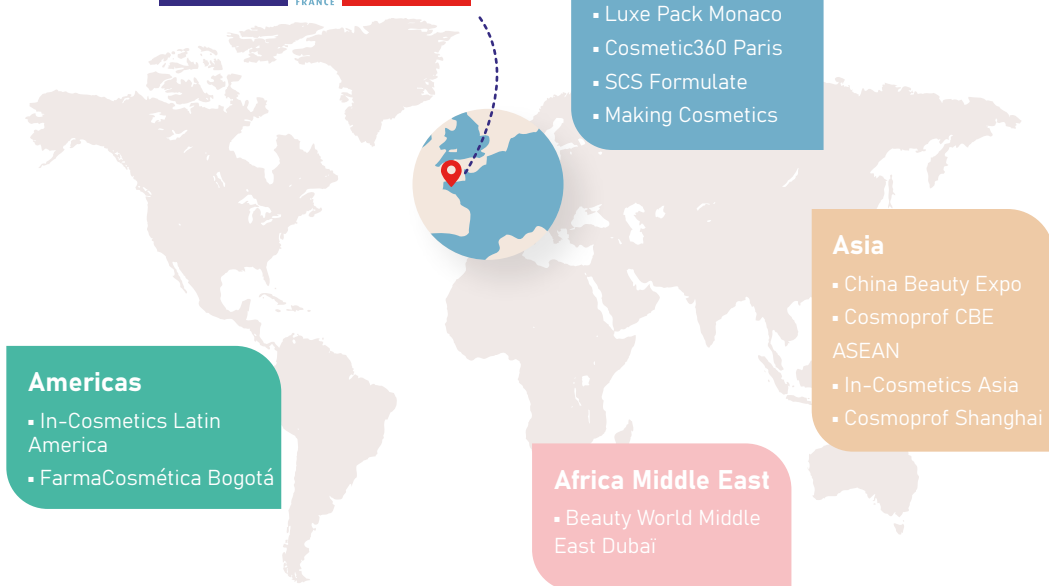 FRANCE
▪ Luxe Pack Monaco
▪ Cosmetic360 Paris
▪ SCS Formulate
▪ Making Cosmetics
Asia
▪ China Beauty Expo
▪ Cosmoprof CBE
ASEAN
▪ In-Cosmetics Asia
▪ Cosmoprof Shanghai
Americas
▪ In-Cosmetics Latin
America
▪ FarmaCosmética Bogotá
Africa Middle East
▪ Beauty World Middle
East Dubaï